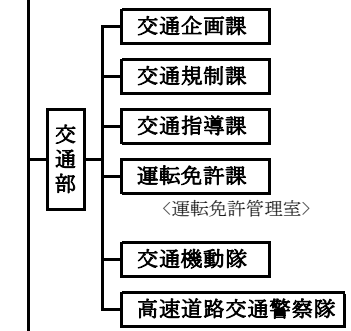 交通部
交通企画課
交通規制課
交通指導課
運転免許課
<運転免許管理室>
交通機動隊
高速道路交通警察隊